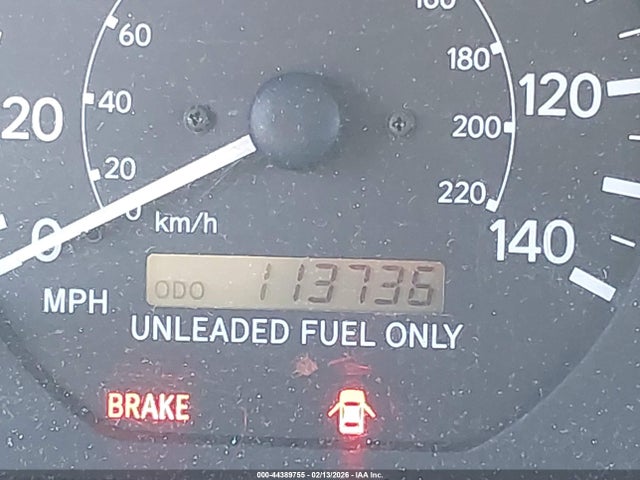 60
40
20
0
km/h
20
0
MPH
160
180
200
220
120
140
ODO 113736
UNLEADED FUEL ONLY
BRAKE
000-44389755 - 02/13/2026 - IAA Inc.